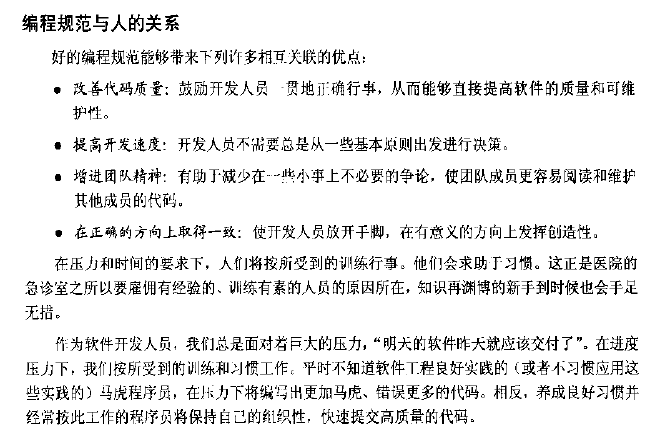 编程规范与人的关系
好的编程规范能够带来下列许多相互关联的优点：
● 改善代码质量：鼓励开发人员一贯地正确行事，从而能够直接提高软件的质量和可维
护性。
● 提高开发速度：开发人员不需要总是从一些基本原则出发进行决策。
● 增进团队精神：有助于减少在一些小事上不必要的争论，使团队成员更容易阅读和维护
其他成员的代码。
● 在正确的方向上取得一致：使开发人员放开手脚，在有意义的方向上发挥创造性。
在压力和时间的要求下，人们将按所受到的训练行事。他们会求助于习惯。这正是医院的
急诊室之所以要雇佣有经验的、训练有素的人员的原因所在，知识再渊博的新手到时候也会手足
无措。
作为软件开发人员，我们总是面对着巨大的压力，“明天的软件昨天就应该交付了”。在进度
压力下，我们按所受到的训练和习惯工作。平时不知道软件工程良好实践的（或者不习惯应用这
些实践的）马虎程序员，在压力下将编写出更加马虎、错误更多的代码。相反，养成良好习惯并
经常按此工作的程序员将保持自己的组织性，快速提交高质量的代码。